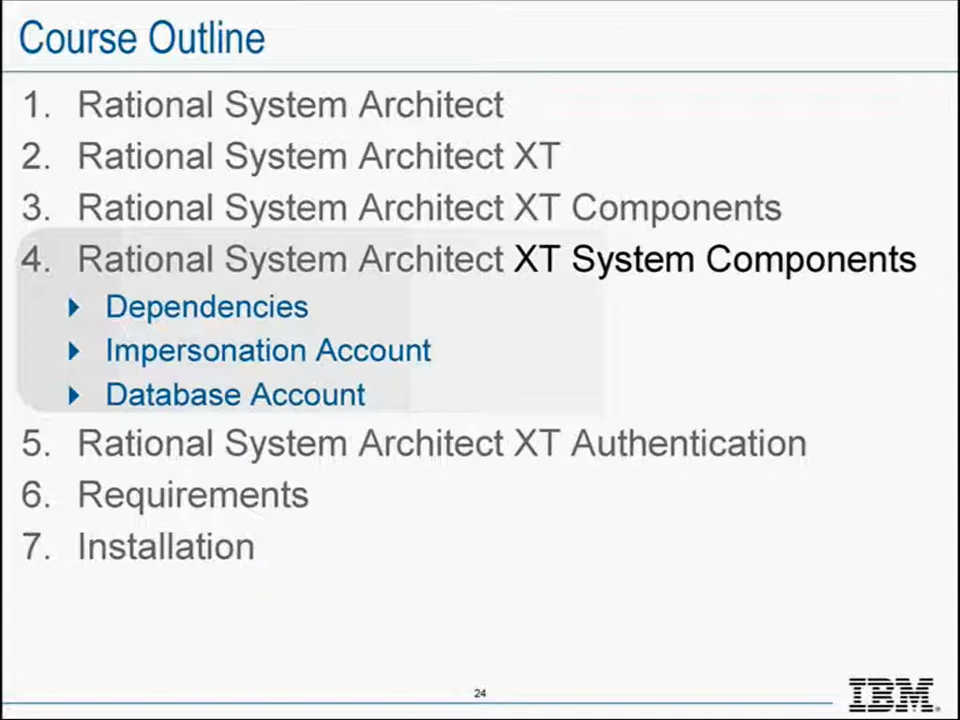 Course Outline
1. Rational System Architect
2. Rational System Architect XT
3. Rational System Architect XT Components
4. Rational System Architect XT System Components
Dependencies
Impersonation Account
Database Account
5. Rational System Architect XT Authentication
6. Requirements
7. Installation
24
IBM